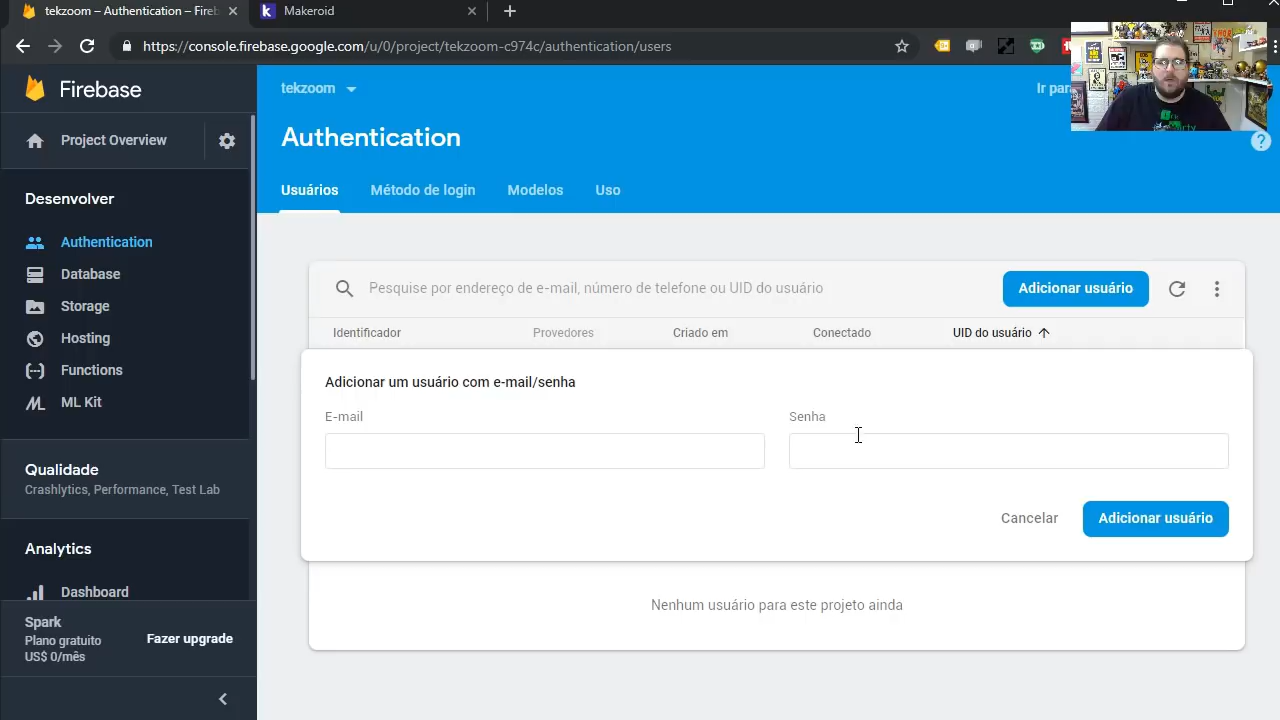 tekzoom – Authentication – Fireb
Makeroid
https://console.firebase.google.com/u/0/project/tekzoom-c974c/authentication/users
Firebase
tekzoom
Ir para
Project Overview
Authentication
Usuários Método de login Modelos Uso
Desenvolver
Authentication
Database
Storage
Hosting
Functions
ML Kit
Pesquise por endereço de e-mail, número de telefone ou UID do usuário
Adicionar usuário
Identificador Provedores Criado em Conectado UID do usuário
Adicionar um usuário com e-mail/senha
E-mail Senha
Cancelar Adicionar usuário
Nenhum usuário para este projeto ainda
Qualidade
Crashlytics, Performance, Test Lab
Analytics
Dashboard
Spark
Plano gratuito
US$ 0/mês
Fazer upgrade